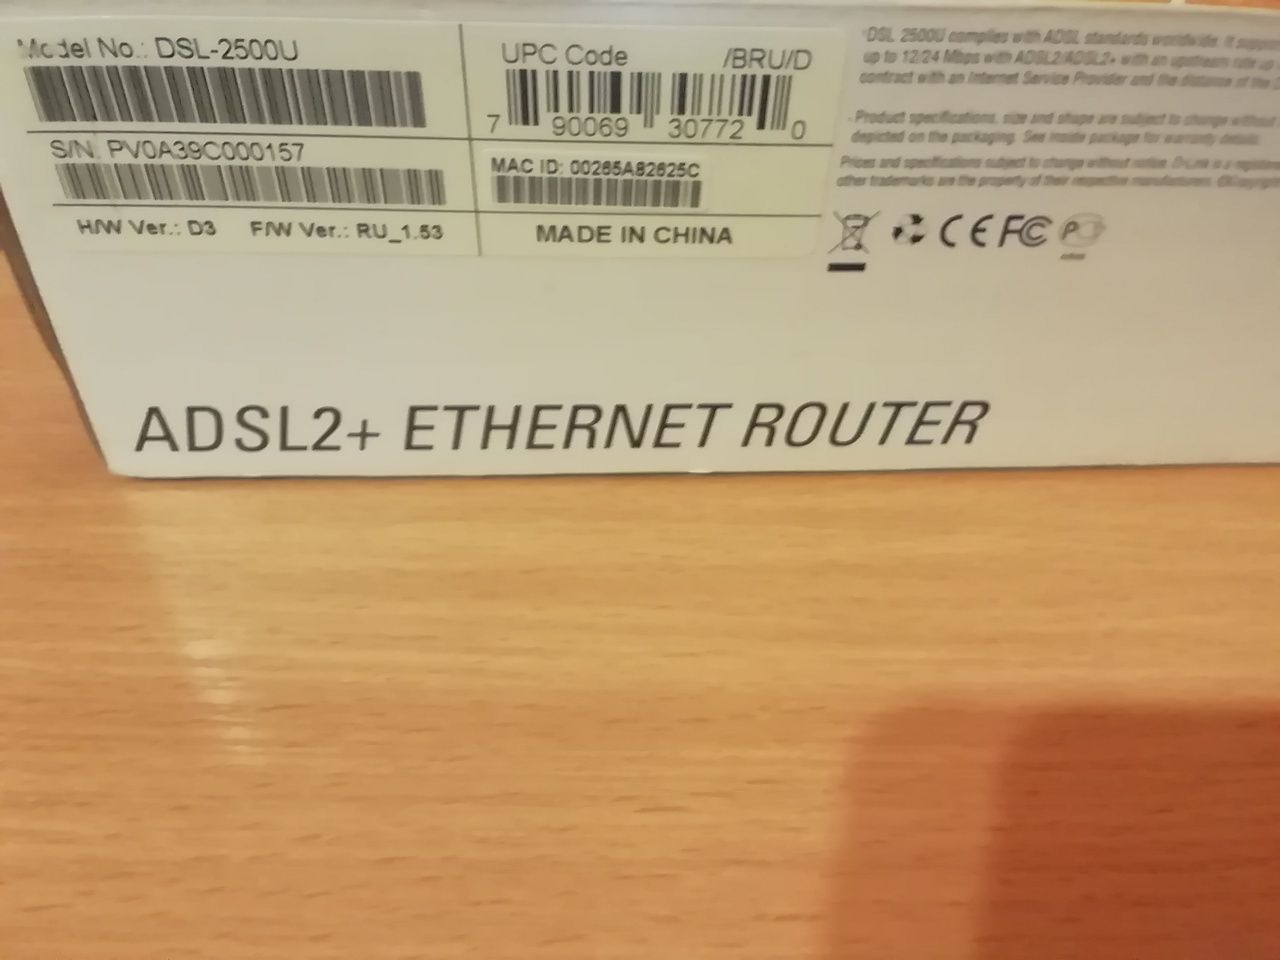 Model No.: DSL-2500U
S/N. PV0A39C000157
H/W Ver.: D3 F/W Ver.: RU_1.53
UPC Code /BRU/D
7 90069 30772 0
MAC ID: 00265A82625C
MADE IN CHINA
DSL 2500U complies with ADSL standards worldwide. It
up to 12/24 Mbps with ADSL2/ADSL2+ with an upstream rate up
contract with an Internet Service Provider and the distance of the
Product specifications, size and shape are subject to change without
depicted on the packaging. See inside package for warranty details.
Prices and specifications subject to change without notice. D-Link is a
other trademarks are the property of their respective manufacturers.
CE FC P
ADSL2+ ETHERNET ROUTER